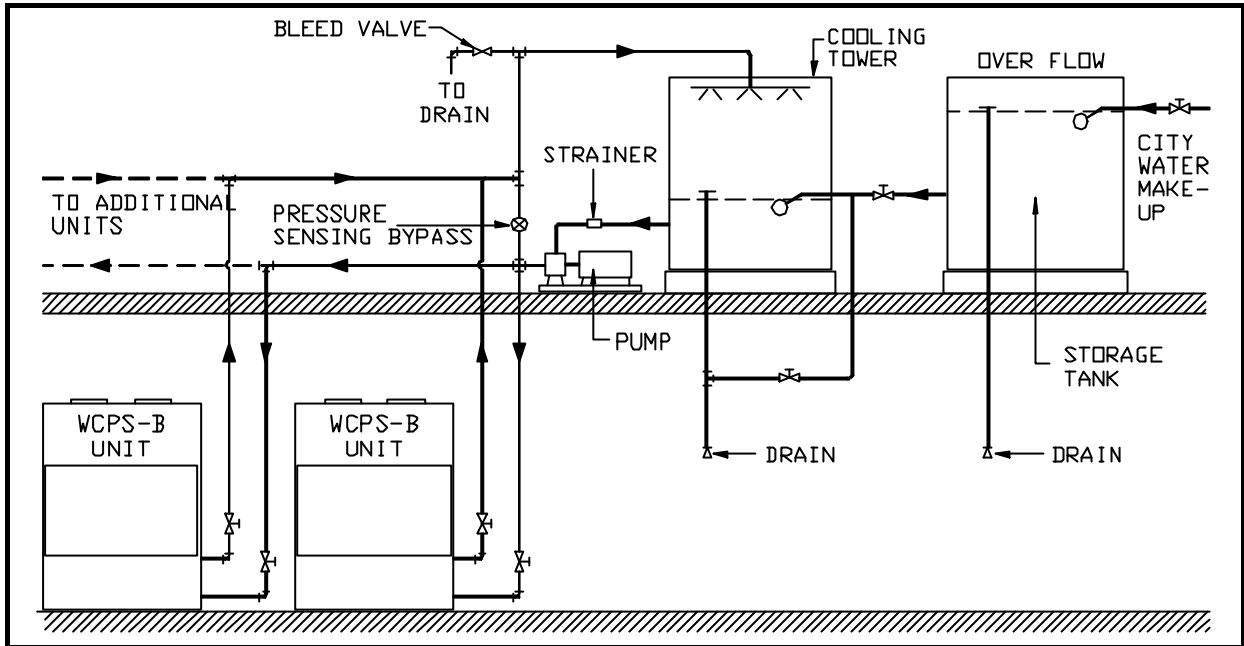 BLEED VALVE
COOLING
TOWER
OVER FLOW
TO
DRAIN
STRAINER
CITY
WATER
MAKE-
UP
TO ADDITIONAL
UNITS
PRESSURE
SENSING BYPASS
PUMP
STORAGE
TANK
WCPS-B
UNIT
WCPS-B
UNIT
DRAIN
DRAIN